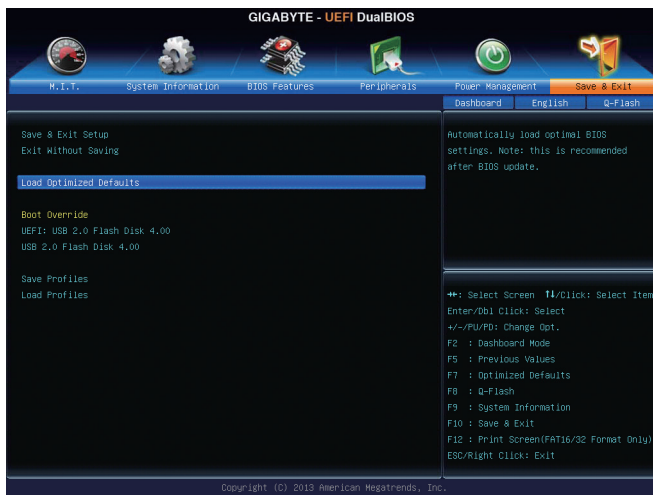 GIGABYTE - UEFI DualBIOS
M.I.T.
System Information
BIOS Features
Peripherals
Power Management
Save & Exit
Dashboard
English
Q-Flash
Save & Exit Setup
Exit Without Saving
Load Optimized Defaults
Boot Override
UEFI: USB 2.0 Flash Disk 4.00
USB 2.0 Flash Disk 4.00
Save Profiles
Load Profiles
Automatically load optimal BIOS
settings. Note: this is recommended
after BIOS update.
→←: Select Screen ↑↓/Click: Select Item
Enter/Dbl Click: Select
+/-/PU/PD: Change Opt.
F2 : Dashboard Mode
F5 : Previous Values
F7 : Optimized Defaults
F8 : Q-Flash
F9 : System Information
F10 : Save & Exit
F12 : Print Screen(FAT16/32 Format Only)
ESC/Right Click: Exit
Copyright (C) 2013 American Megatrends, Inc.